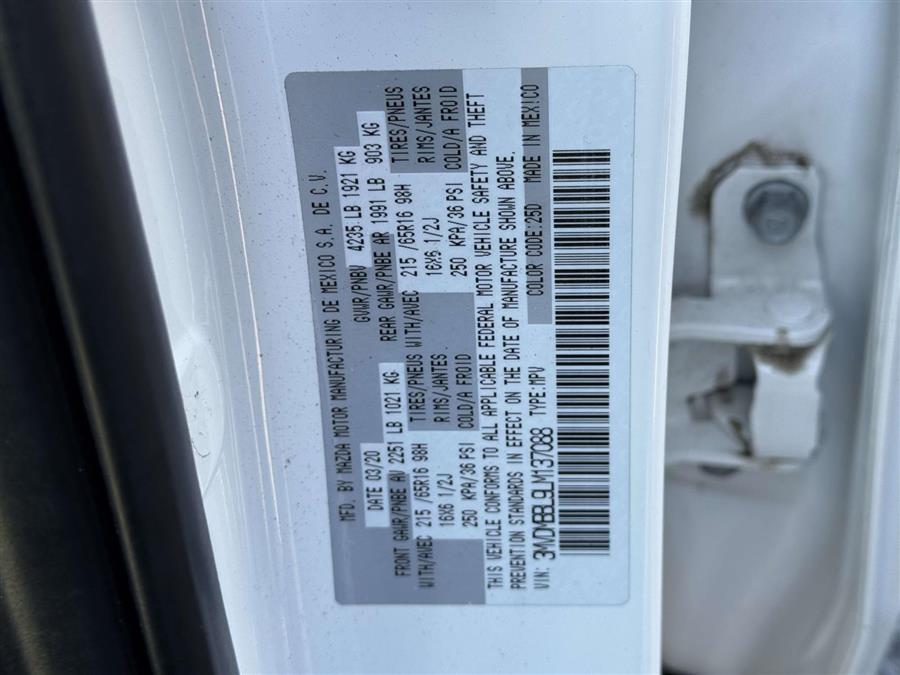 MFD. BY MAZDA MOTOR MANUFACTURING DE MEXICO S.A. DE C.V.
DATE 03/20 GVWR/PNBV 4235 LB 1921 KG
FRONT GAWR/PNBE AV 2251 LB 1021 KG REAR GAWR/PNBE AR 1991 LB 903 KG
WITH/AVEC 215 /65R16 98H TIRES/PNEUS WITH/AVEC 215 /65R16 98H TIRES/PNEUS
16X6 1/2J RIMS/JANTES 16X6 1/2J RIMS/JANTES
250 KPA/36 PSI COLD/A FROID 250 KPA/36 PSI COLD/A FROID
THIS VEHICLE CONFORMS TO ALL APPLICABLE FEDERAL MOTOR VEHICLE SAFETY AND THEFT
PREVENTION STANDARDS IN EFFECT ON THE DATE OF MANUFACTURE SHOWN ABOVE.
VIN: 3MVDMBBL9LM137088 TYPE:MPV COLOR CODE:25D MADE IN MEXICO